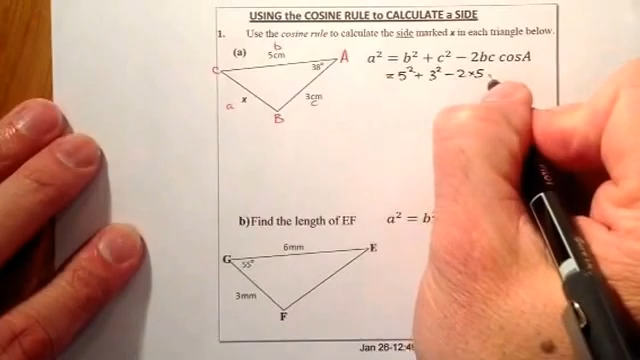 USING the COSINE RULE to CALCULATE a SIDE
1. Use the cosine rule to calculate the side marked x in each triangle below.
(a)
b
5cm
A
38°
C
a
x
3cm
c
B
a² = b² + c² − 2bc cosA
= 5² + 3² − 2×5
b)Find the length of EF
a² = b
6mm
E
G
55°
3mm
F
Jan 26-12:4